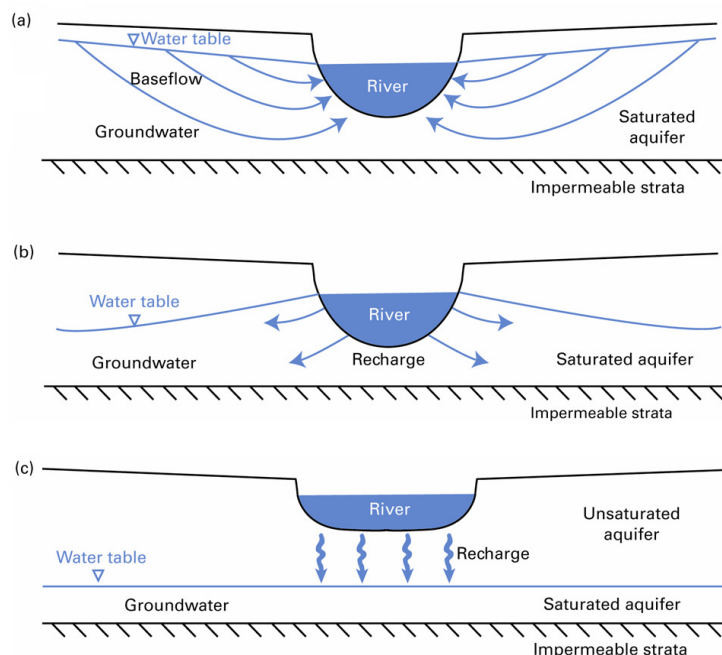 (a)
Water table
Baseflow
River
Groundwater
Saturated
aquifer
Impermeable strata
(b)
Water table
River
Groundwater
Recharge
Saturated aquifer
Impermeable strata
(c)
River
Unsaturated
aquifer
Water table
Recharge
Groundwater
Saturated aquifer
Impermeable strata